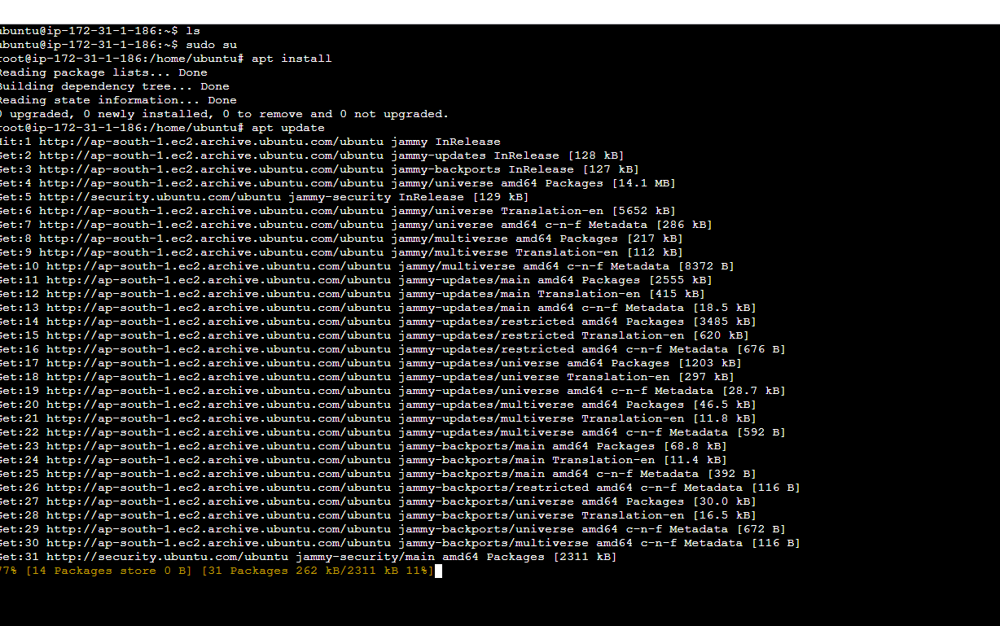 ubuntu@ip-172-31-1-186:~$ ls
ubuntu@ip-172-31-1-186:~$ sudo su
root@ip-172-31-1-186:/home/ubuntu# apt install
Reading package lists... Done
Building dependency tree... Done
Reading state information... Done
0 upgraded, 0 newly installed, 0 to remove and 0 not upgraded.
root@ip-172-31-1-186:/home/ubuntu# apt update
Hit:1 http://ap-south-1.ec2.archive.ubuntu.com/ubuntu jammy InRelease
Get:2 http://ap-south-1.ec2.archive.ubuntu.com/ubuntu jammy-updates InRelease [128 kB]
Get:3 http://ap-south-1.ec2.archive.ubuntu.com/ubuntu jammy-backports InRelease [127 kB]
Get:4 http://ap-south-1.ec2.archive.ubuntu.com/ubuntu jammy/universe amd64 Packages [14.1 MB]
Get:5 http://security.ubuntu.com/ubuntu jammy-security InRelease [129 kB]
Get:6 http://ap-south-1.ec2.archive.ubuntu.com/ubuntu jammy/universe Translation-en [5652 kB]
Get:7 http://ap-south-1.ec2.archive.ubuntu.com/ubuntu jammy/universe amd64 c-n-f Metadata [286 kB]
Get:8 http://ap-south-1.ec2.archive.ubuntu.com/ubuntu jammy/multiverse amd64 Packages [217 kB]
Get:9 http://ap-south-1.ec2.archive.ubuntu.com/ubuntu jammy/multiverse Translation-en [112 kB]
Get:10 http://ap-south-1.ec2.archive.ubuntu.com/ubuntu jammy/multiverse amd64 c-n-f Metadata [8372 B]
Get:11 http://ap-south-1.ec2.archive.ubuntu.com/ubuntu jammy-updates/main amd64 Packages [2555 kB]
Get:12 http://ap-south-1.ec2.archive.ubuntu.com/ubuntu jammy-updates/main Translation-en [415 kB]
Get:13 http://ap-south-1.ec2.archive.ubuntu.com/ubuntu jammy-updates/main amd64 c-n-f Metadata [18.5 kB]
Get:14 http://ap-south-1.ec2.archive.ubuntu.com/ubuntu jammy-updates/restricted amd64 Packages [3485 kB]
Get:15 http://ap-south-1.ec2.archive.ubuntu.com/ubuntu jammy-updates/restricted Translation-en [620 kB]
Get:16 http://ap-south-1.ec2.archive.ubuntu.com/ubuntu jammy-updates/restricted amd64 c-n-f Metadata [676 B]
Get:17 http://ap-south-1.ec2.archive.ubuntu.com/ubuntu jammy-updates/universe amd64 Packages [1203 kB]
Get:18 http://ap-south-1.ec2.archive.ubuntu.com/ubuntu jammy-updates/universe Translation-en [297 kB]
Get:19 http://ap-south-1.ec2.archive.ubuntu.com/ubuntu jammy-updates/universe amd64 c-n-f Metadata [28.7 kB]
Get:20 http://ap-south-1.ec2.archive.ubuntu.com/ubuntu jammy-updates/multiverse amd64 Packages [46.5 kB]
Get:21 http://ap-south-1.ec2.archive.ubuntu.com/ubuntu jammy-updates/multiverse Translation-en [11.8 kB]
Get:22 http://ap-south-1.ec2.archive.ubuntu.com/ubuntu jammy-updates/multiverse amd64 c-n-f Metadata [592 B]
Get:23 http://ap-south-1.ec2.archive.ubuntu.com/ubuntu jammy-backports/main amd64 Packages [68.8 kB]
Get:24 http://ap-south-1.ec2.archive.ubuntu.com/ubuntu jammy-backports/main Translation-en [11.4 kB]
Get:25 http://ap-south-1.ec2.archive.ubuntu.com/ubuntu jammy-backports/main amd64 c-n-f Metadata [392 B]
Get:26 http://ap-south-1.ec2.archive.ubuntu.com/ubuntu jammy-backports/restricted amd64 c-n-f Metadata [116 B]
Get:27 http://ap-south-1.ec2.archive.ubuntu.com/ubuntu jammy-backports/universe amd64 Packages [30.0 kB]
Get:28 http://ap-south-1.ec2.archive.ubuntu.com/ubuntu jammy-backports/universe Translation-en [16.5 kB]
Get:29 http://ap-south-1.ec2.archive.ubuntu.com/ubuntu jammy-backports/universe amd64 c-n-f Metadata [672 B]
Get:30 http://ap-south-1.ec2.archive.ubuntu.com/ubuntu jammy-backports/multiverse amd64 c-n-f Metadata [116 B]
Get:31 http://security.ubuntu.com/ubuntu jammy-security/main amd64 Packages [2311 kB]
77% [14 Packages store 0 B] [31 Packages 262 kB/2311 kB 11%]